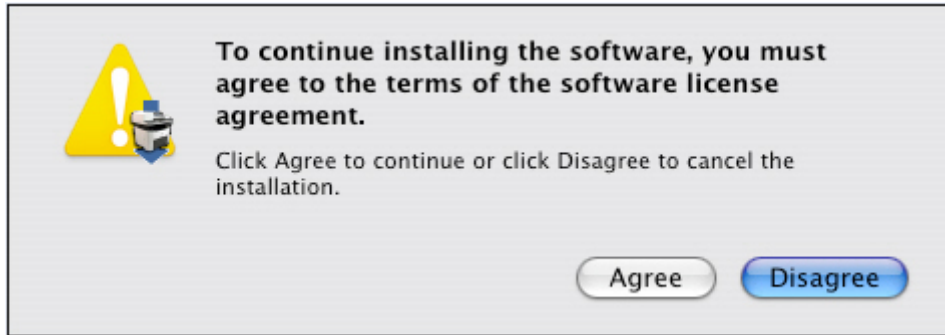 To continue installing the software, you must
agree to the terms of the software license
agreement.
Click Agree to continue or click Disagree to cancel the
installation.
Agree Disagree